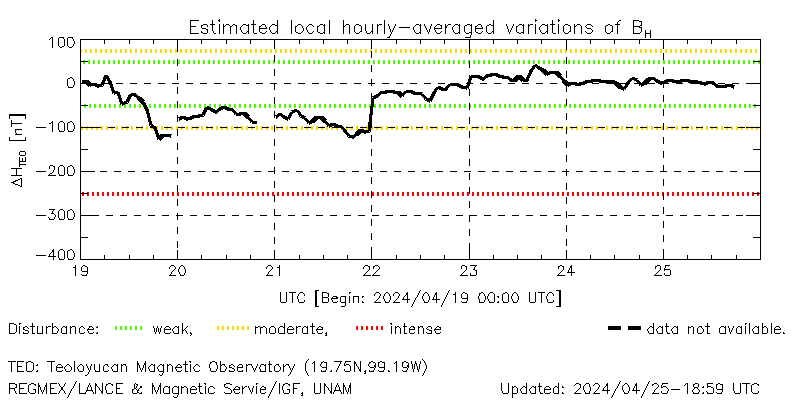 Estimated local hourly-averaged variations of B_H
100
0
-100
-200
-300
-400
ΔH_TEO [nT]
19 20 21 22 23 24 25
UTC [Begin: 2024/04/19 00:00 UTC]
Disturbance: weak, moderate, intense data not available.
TEO: Teoloyucan Magnetic Observatory (19.75N,99.19W)
REGMEX/LANCE & Magnetic Servie/IGF, UNAM Updated: 2024/04/25-18:59 UTC